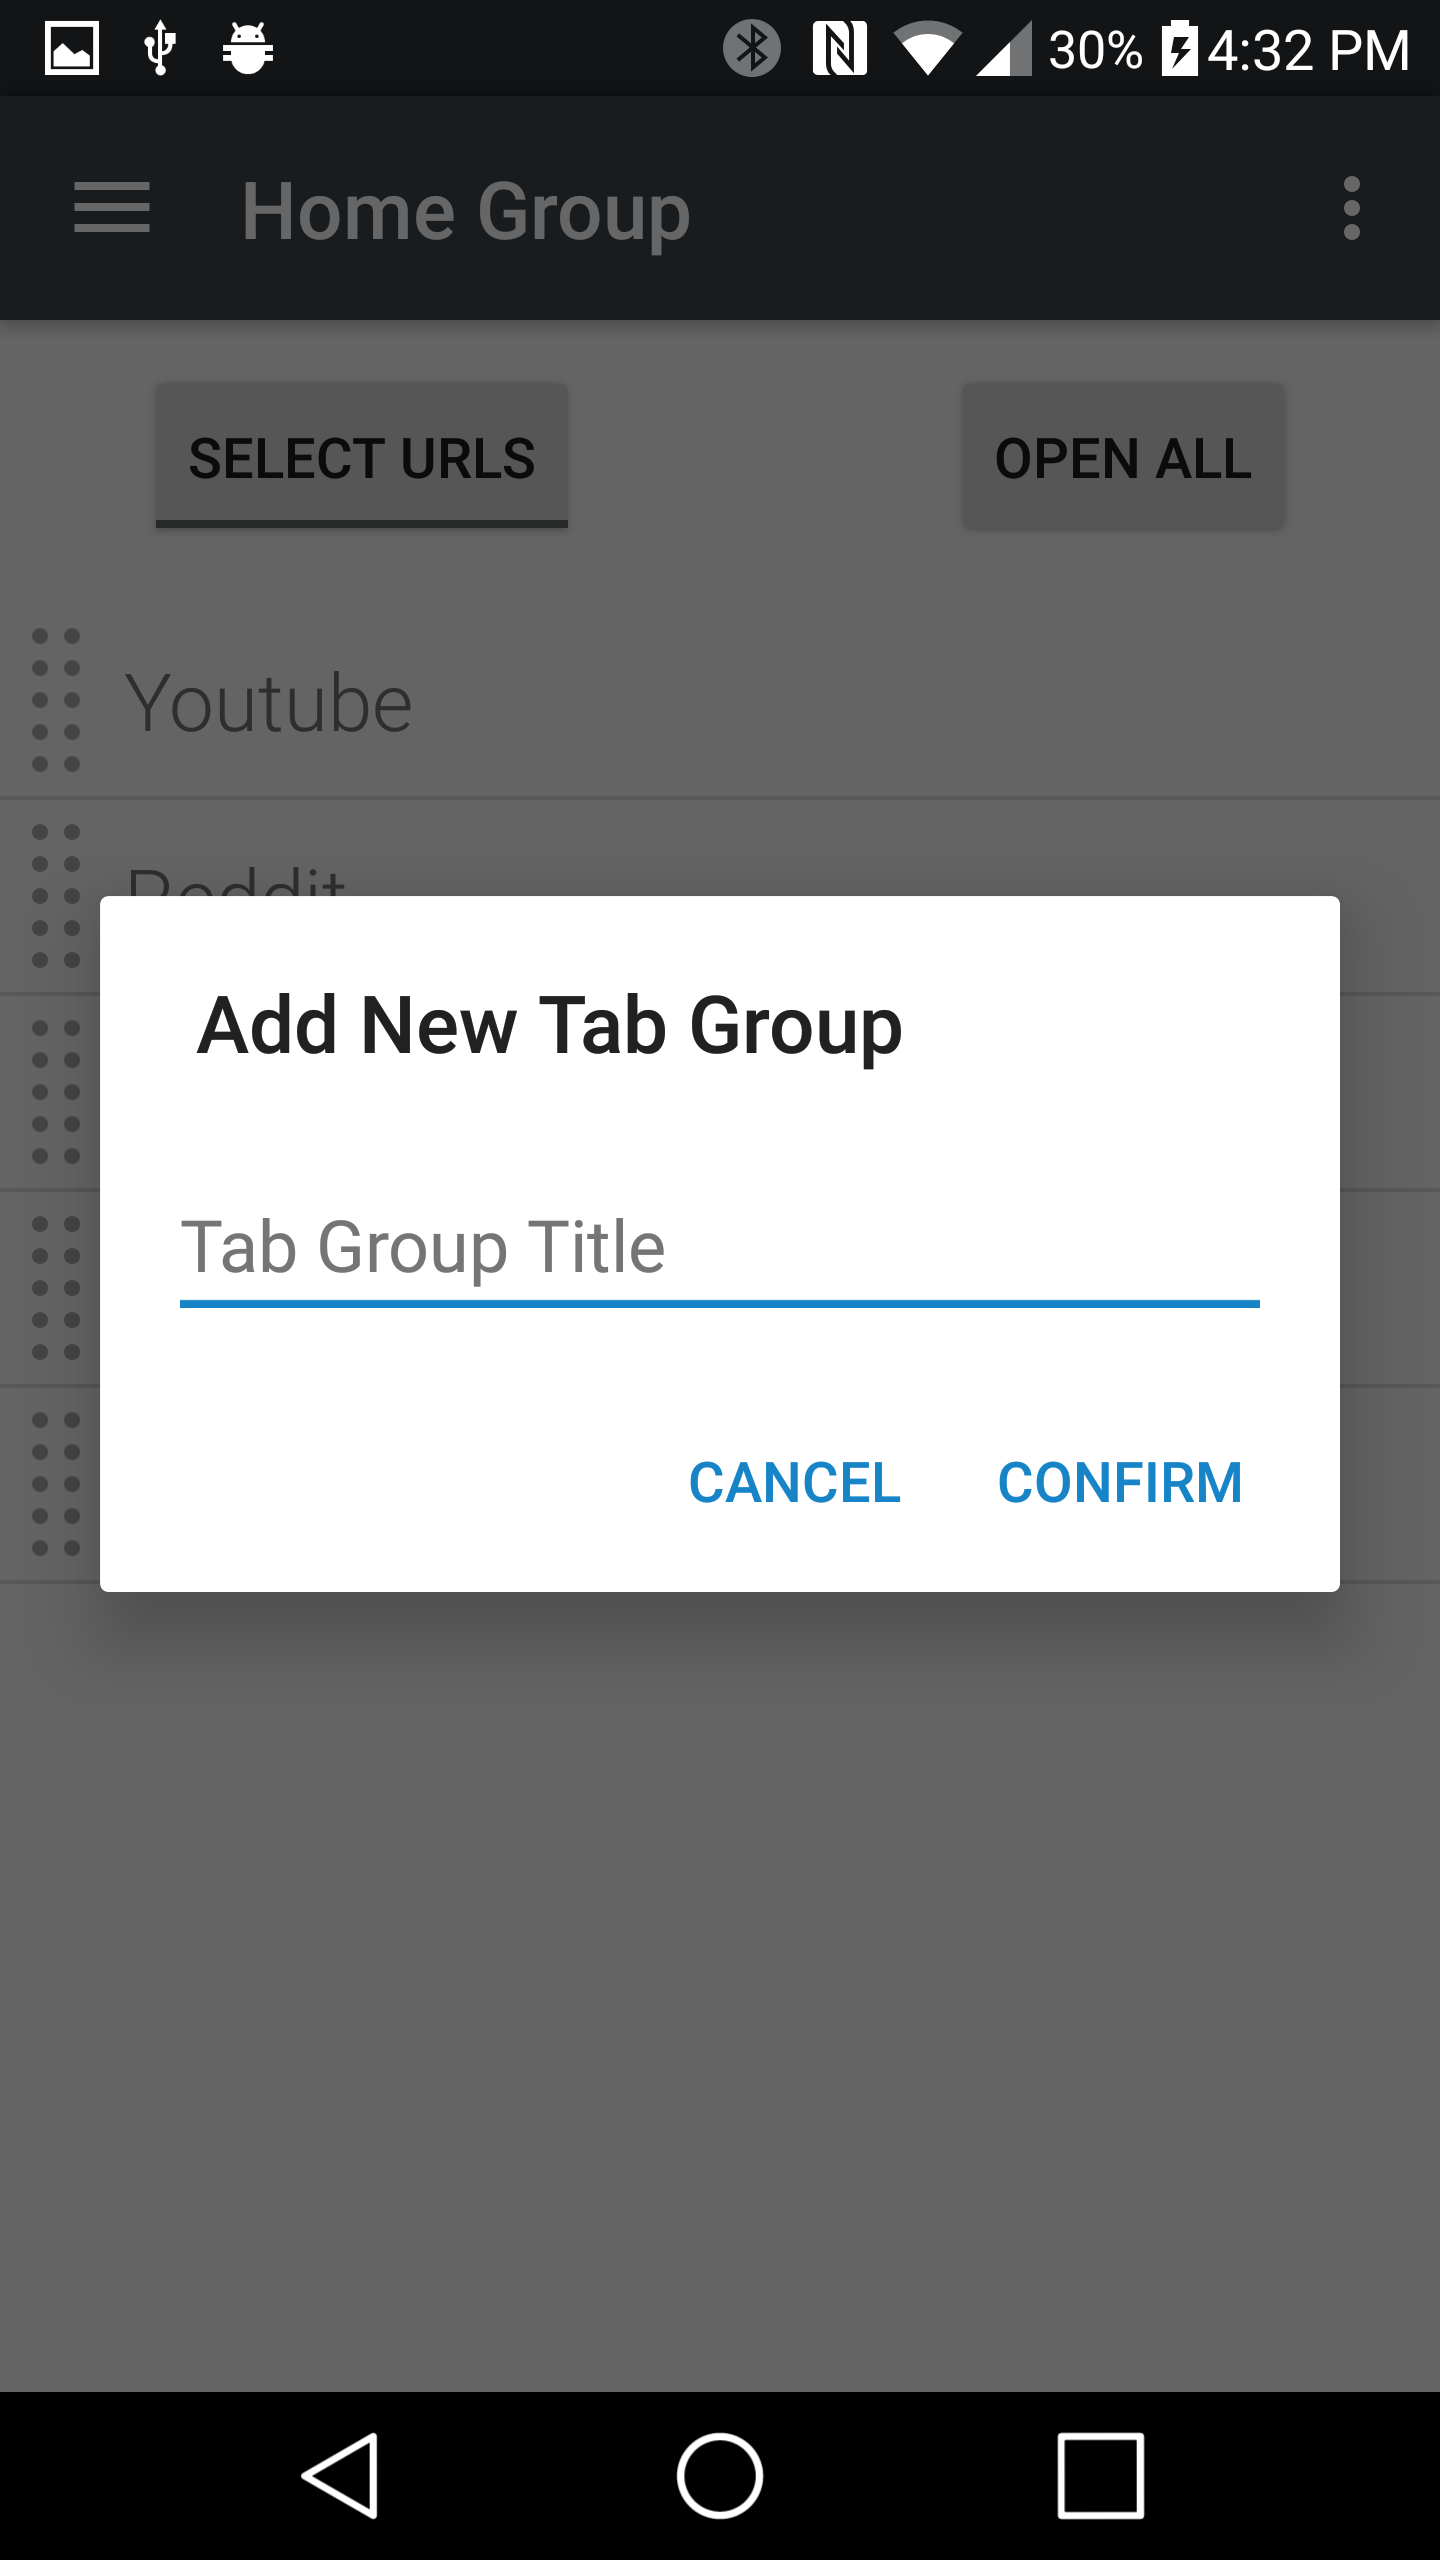 30% 4:32 PM
Home Group
SELECT URLS OPEN ALL
Youtube
Reddit
Add New Tab Group
Tab Group Title
CANCEL CONFIRM